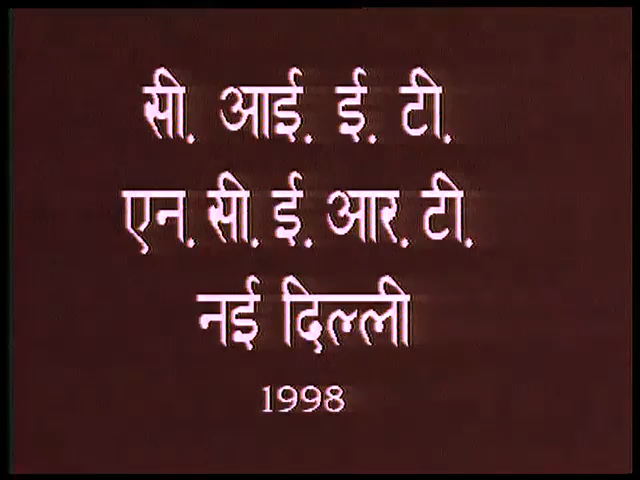 सी. आई. ई. टी.
एन. सी. ई. आर. टी.
नई दिल्ली
1998